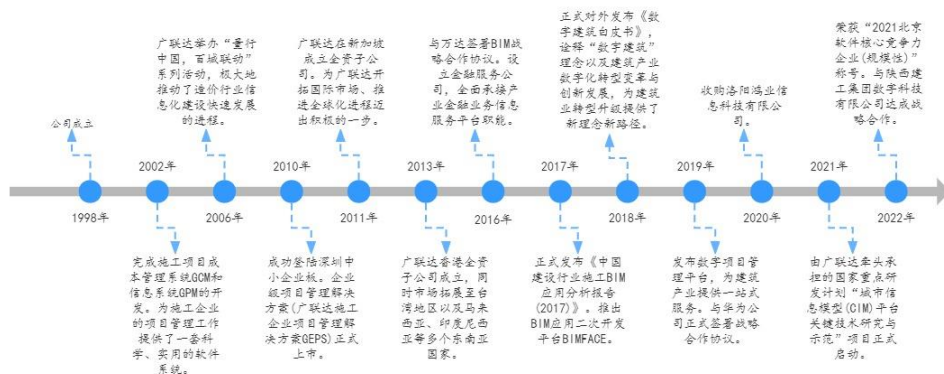 公司成立
广联达举办“量行
中国，百城联动”
系列活动，极大地
推动了造价行业信
息化建设快速发展
的进程。
广联达在新加坡
成立全资子公
司。为广联达开
拓国际市场、推
进全球化进程迈
出积极的一步。
与万达签署BIM战
略合作协议。设
立金融服务公
司，全面承接产
业金融业务信息
服务平台职能。
正式对外发布《数
字建筑白皮书》，
诠释“数字建筑”
理念以及建筑产业
数字化转型变革与
创新发展，为建
筑业转型升级提供了
新理念新路径。
收购洛阳鸿业信
息科技有限公
司。
荣获“2021北京
软件核心竞争力
企业(规模性)”
称号。与陕西建
工集团数字科技
有限公司达成战
略合作。
2002年
2010年
2013年
2017年
2019年
2021年
1998年
2006年
2011年
2016年
2018年
2020年
2022年
完成施工项目成
本管理系统GCM和
信息系统GPM的开
发。为施工企业
的项目管理工作
提供了一套科
学、实用的软件
系统。
成功登陆深圳中
小企业板。企业
级项目管理解决
方案(广联达施工
企业项目管理解
决方案GEPS)正式
上市。
广联达香港全资
子公司成立，同
时市场拓展至台
湾地区以及马来
西亚、印度尼西
亚等多个东南亚
国家。
正式发布《中国
建设行业施工BIM
应用分析报告
(2017)》。推出
BIM应用二次开发
平台BIMFACE。
发布数字项目管
理平台，为建筑
产业提供一站式
服务。与华为公
司正式签署战略
合作协议。
由广联达牵头承
担的国家重点研
发计划“城市信
息模型(CIM)平台
关键技术研究与
示范”项目正式
启动。